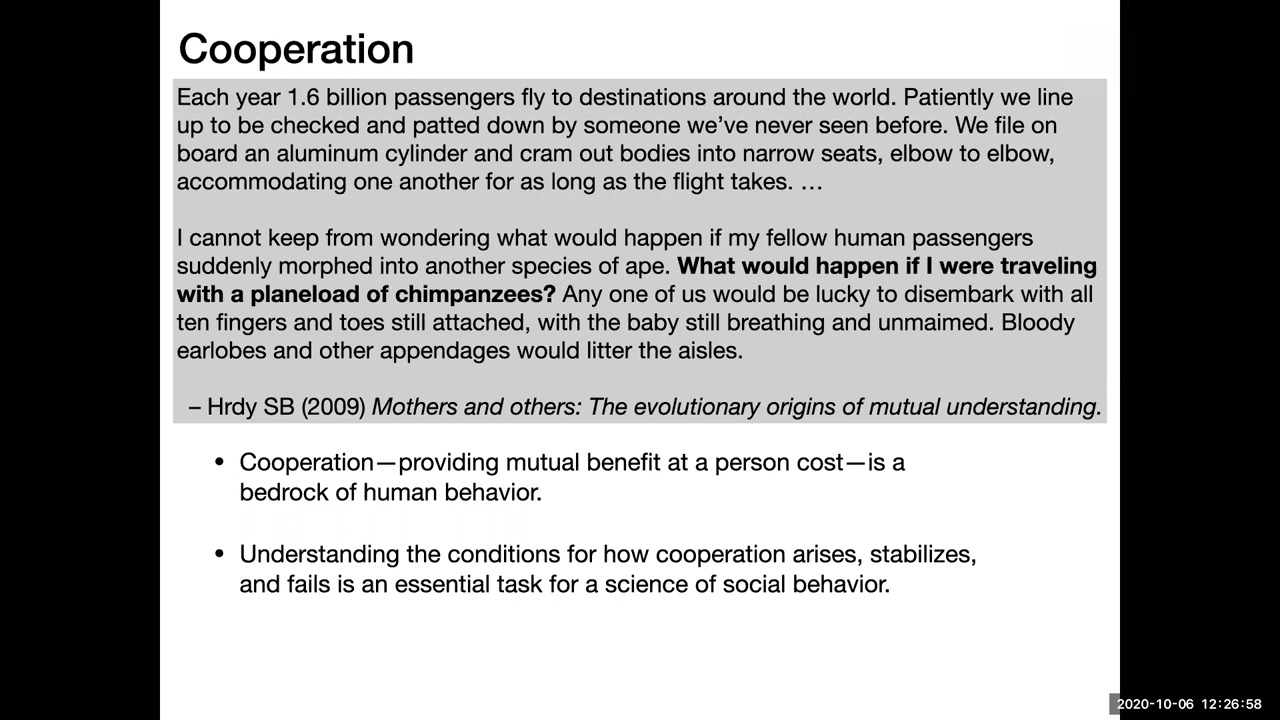 Cooperation
Each year 1.6 billion passengers fly to destinations around the world. Patiently we line
up to be checked and patted down by someone we’ve never seen before. We file on
board an aluminum cylinder and cram out bodies into narrow seats, elbow to elbow,
accommodating one another for as long as the flight takes. …
I cannot keep from wondering what would happen if my fellow human passengers
suddenly morphed into another species of ape. What would happen if I were traveling
with a planeload of chimpanzees? Any one of us would be lucky to disembark with all
ten fingers and toes still attached, with the baby still breathing and unmaimed. Bloody
earlobes and other appendages would litter the aisles.
– Hrdy SB (2009) Mothers and others: The evolutionary origins of mutual understanding.
• Cooperation—providing mutual benefit at a person cost—is a
bedrock of human behavior.
• Understanding the conditions for how cooperation arises, stabilizes,
and fails is an essential task for a science of social behavior.
2020-10-06 12:26:58